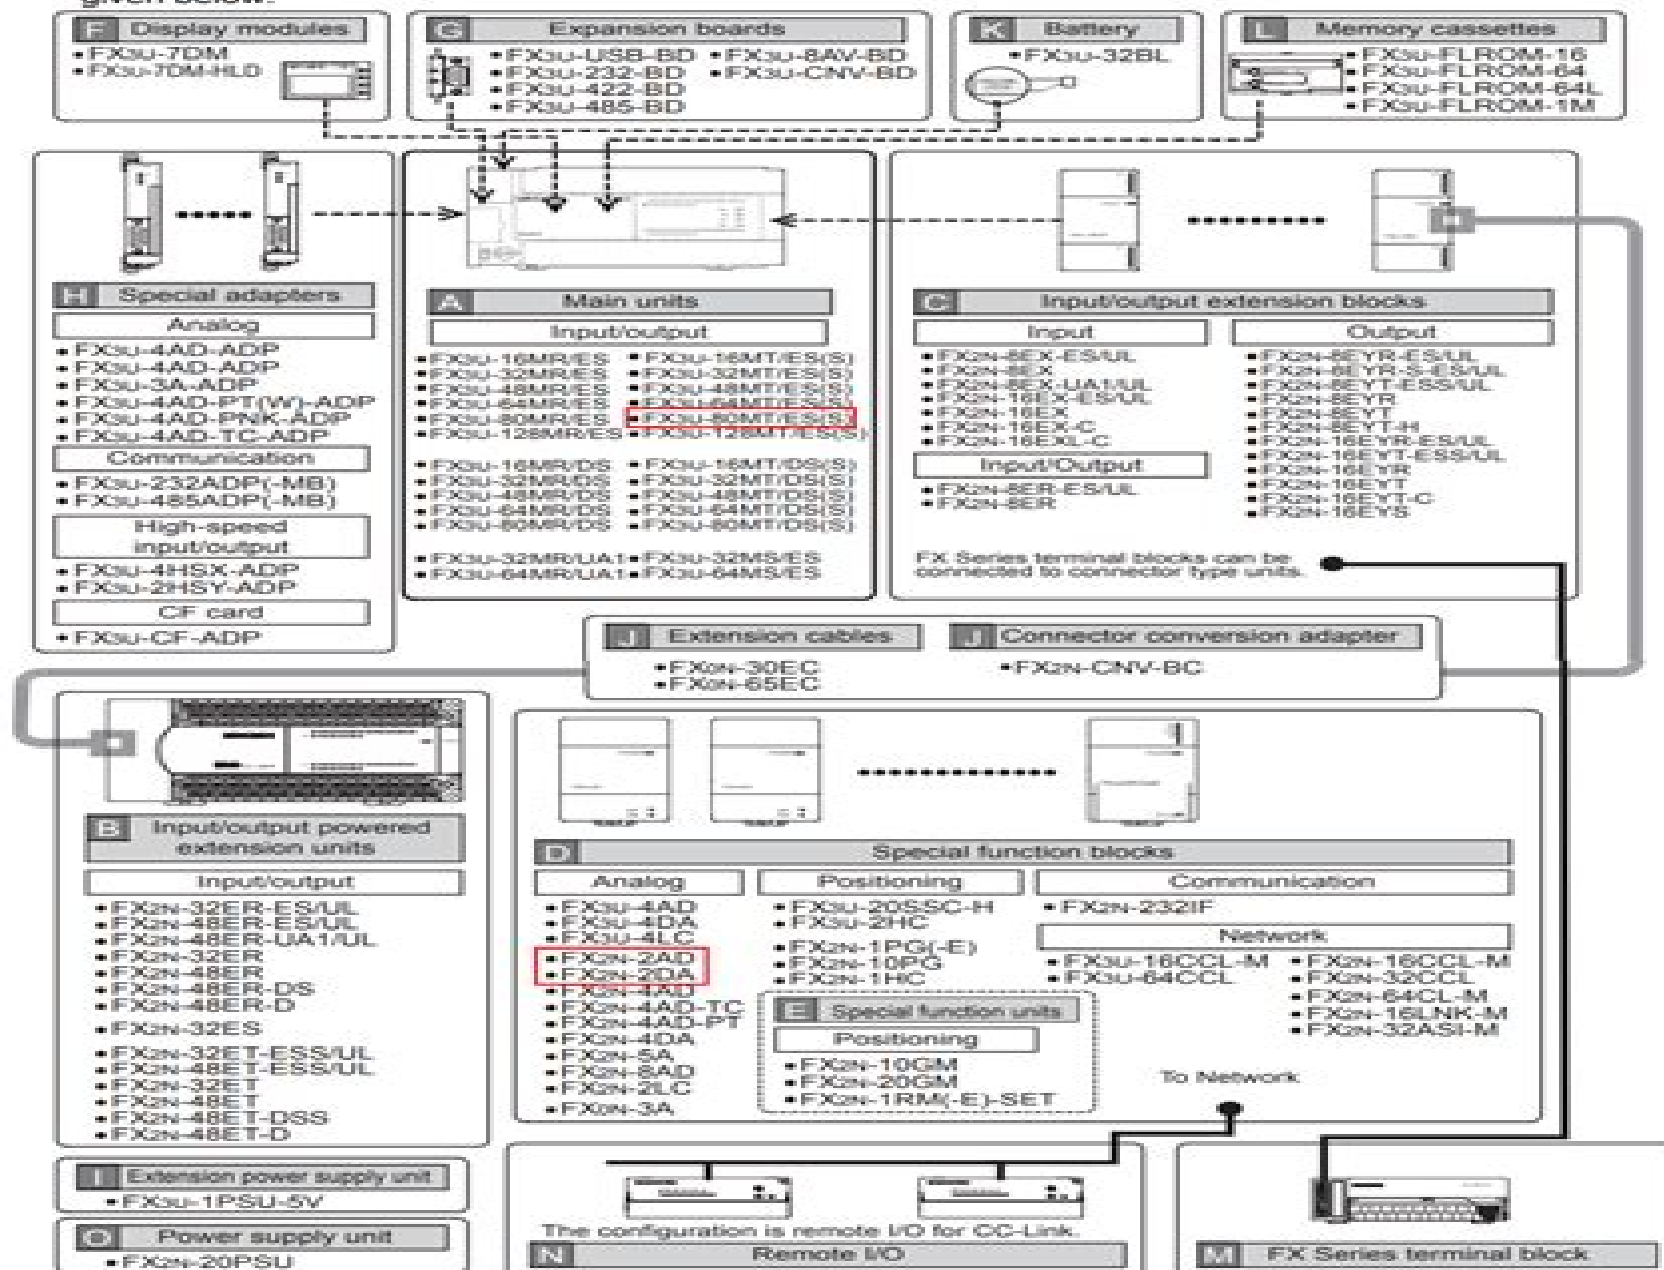 given below.
F Display modules
• FX3U-7DM
• FX3U-7DM-HLD
G Expansion boards
• FX3U-USB-BD • FX3U-8AV-BD
• FX3U-232-BD • FX3U-CNV-BD
• FX3U-422-BD
• FX3U-485-BD
K Battery
• FX3U-32BL
L Memory cassettes
• FX3U-FLROM-16
• FX3U-FLROM-64
• FX3U-FLROM-64L
• FX3U-FLROM-1M
H Special adapters
Analog
• FX3U-4AD-ADP
• FX3U-4AD-ADP
• FX3U-3A-ADP
• FX3U-4AD-PT(W)-ADP
• FX3U-4AD-PNK-ADP
• FX3U-4AD-TC-ADP
Communication
• FX3U-232ADP(-MB)
• FX3U-485ADP(-MB)
High-speed
input/output
• FX3U-4HSX-ADP
• FX3U-2HSY-ADP
CF card
• FX3U-CF-ADP
A Main units
Input/output
• FX3U-16MR/ES • FX3U-16MT/ES(S)
• FX3U-32MR/ES • FX3U-32MT/ES(S)
• FX3U-48MR/ES • FX3U-48MT/ES(S)
• FX3U-64MR/ES • FX3U-64MT/ES(S)
• FX3U-80MR/ES • FX3U-80MT/ES(S)
• FX3U-128MR/ES • FX3U-128MT/ES(S)
• FX3U-16MR/DS • FX3U-16MT/DS(S)
• FX3U-32MR/DS • FX3U-32MT/DS(S)
• FX3U-48MR/DS • FX3U-48MT/DS(S)
• FX3U-64MR/DS • FX3U-64MT/DS(S)
• FX3U-80MR/DS • FX3U-80MT/DS(S)
• FX3U-32MR/UA1 • FX3U-32MS/ES
• FX3U-64MR/UA1 • FX3U-64MS/ES
C Input/output extension blocks
Input
• FX2N-8EX-ES/UL
• FX2N-8EX
• FX2N-8EX-UA1/UL
• FX2N-16EX-ES/UL
• FX2N-16EX
• FX2N-16EX-C
• FX2N-16EXL-C
Input/Output
• FX2N-8ER-ES/UL
• FX2N-8ER
Output
• FX2N-8EYR-ES/UL
• FX2N-8EYR-S-ES/UL
• FX2N-8EYT-ESS/UL
• FX2N-8EYR
• FX2N-8EYT
• FX2N-8EYT-H
• FX2N-16EYR-ES/UL
• FX2N-16EYT-ESS/UL
• FX2N-16EYR
• FX2N-16EYT
• FX2N-16EYT-C
• FX2N-16EYS
FX Series terminal blocks can be
connected to connector type units.
J Extension cables
• FX0N-30EC
• FX0N-65EC
J Connector conversion adapter
• FX2N-CNV-BC
B Input/output powered
extension units
Input/output
• FX2N-32ER-ES/UL
• FX2N-48ER-ES/UL
• FX2N-48ER-UA1/UL
• FX2N-32ER
• FX2N-48ER
• FX2N-48ER-DS
• FX2N-48ER-D
• FX2N-32ES
• FX2N-32ET-ESS/UL
• FX2N-48ET-ESS/UL
• FX2N-32ET
• FX2N-48ET
• FX2N-48ET-DSS
• FX2N-48ET-D
D Special function blocks
Analog
• FX3U-4AD
• FX3U-4DA
• FX3U-4LC
• FX2N-2AD
• FX2N-2DA
• FX2N-4AD
• FX2N-4AD-TC
• FX2N-4AD-PT
• FX2N-4DA
• FX2N-5A
• FX2N-8AD
• FX2N-2LC
• FX0N-3A
Positioning
• FX3U-20SSC-H
• FX3U-2HC
• FX2N-1PG(-E)
• FX2N-10PG
• FX2N-1HC
E Special function units
Positioning
• FX2N-10GM
• FX2N-20GM
• FX2N-1RM(-E)-SET
Communication
• FX2N-232IF
Network
• FX3U-16CCL-M • FX2N-16CCL-M
• FX3U-64CCL • FX2N-32CCL
• FX2N-64CL-M
• FX2N-16LNK-M
• FX2N-32ASI-M
To Network
I Extension power supply unit
• FX3U-1PSU-5V
Power supply unit
• FX2N-20PSU
The configuration is remote I/O for CC-Link.
N Remote I/O
M FX Series terminal block